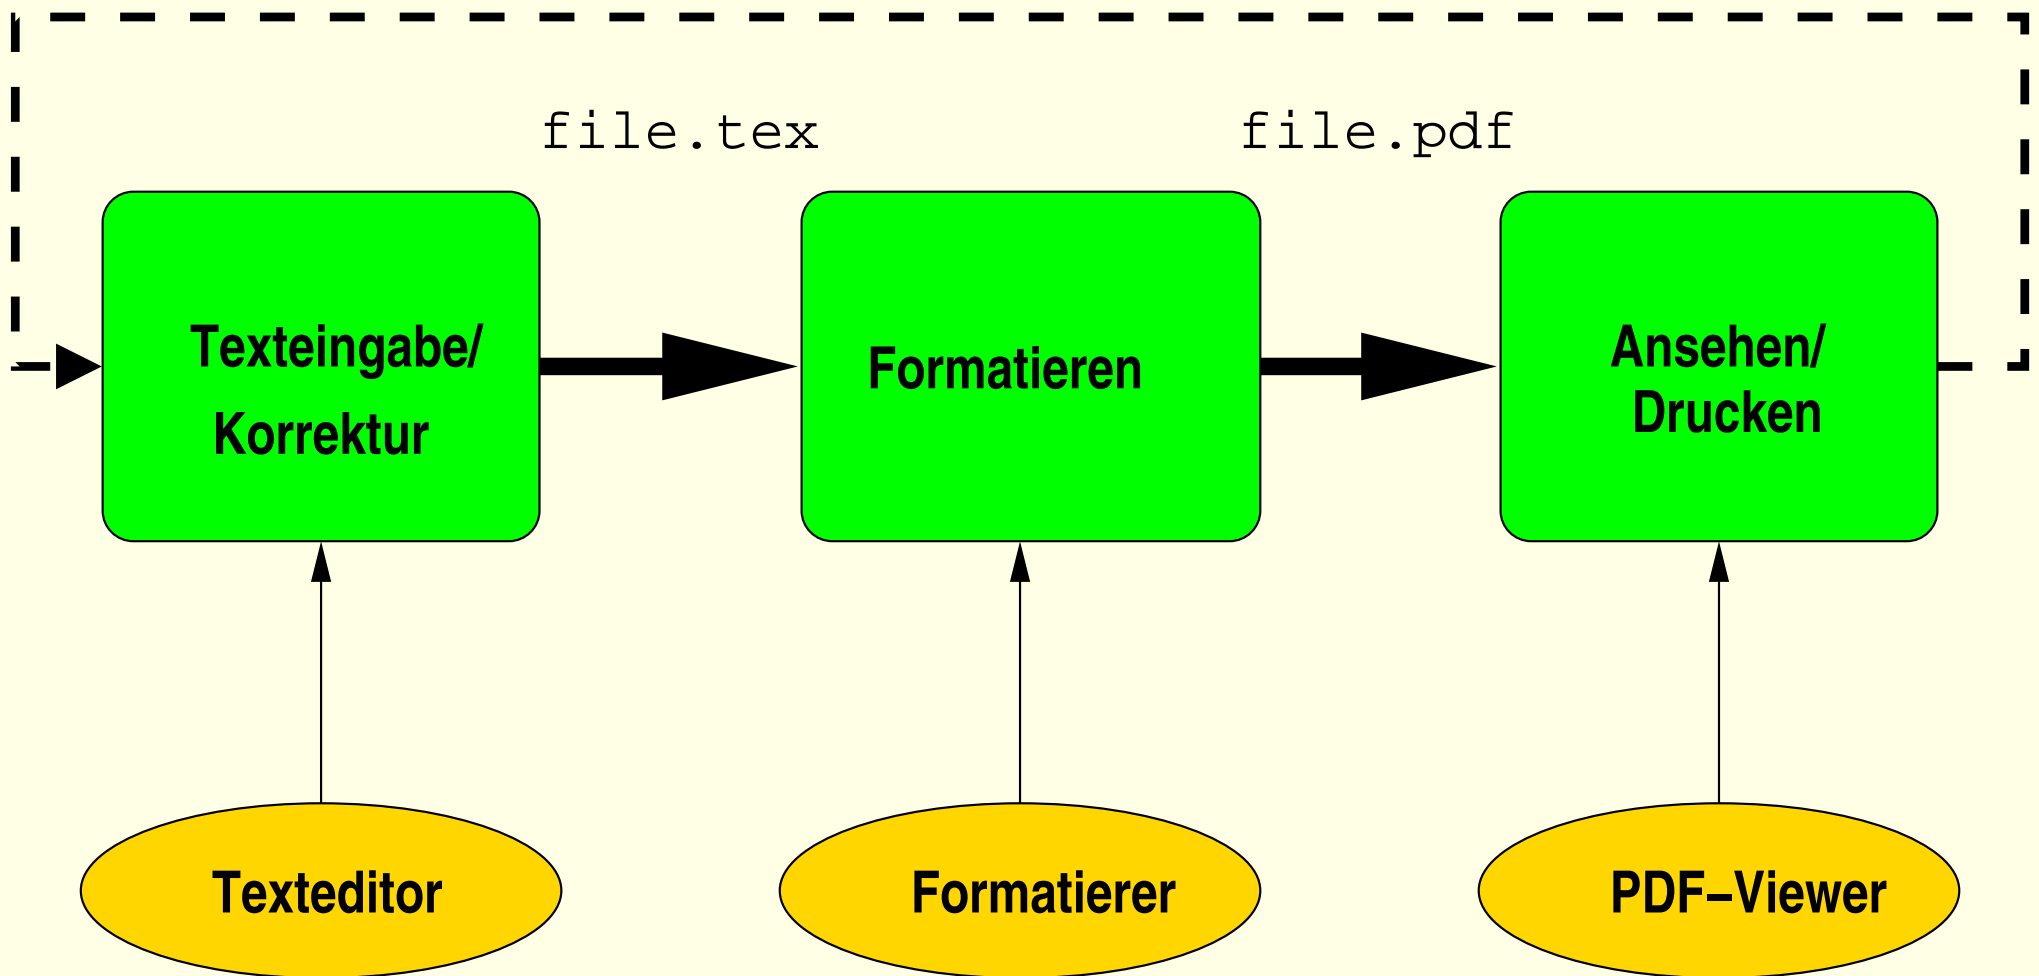 file.tex
file.pdf
Texteingabe/
Korrektur
Formatieren
Ansehen/
Drucken
Texteditor
Formatierer
PDF–Viewer